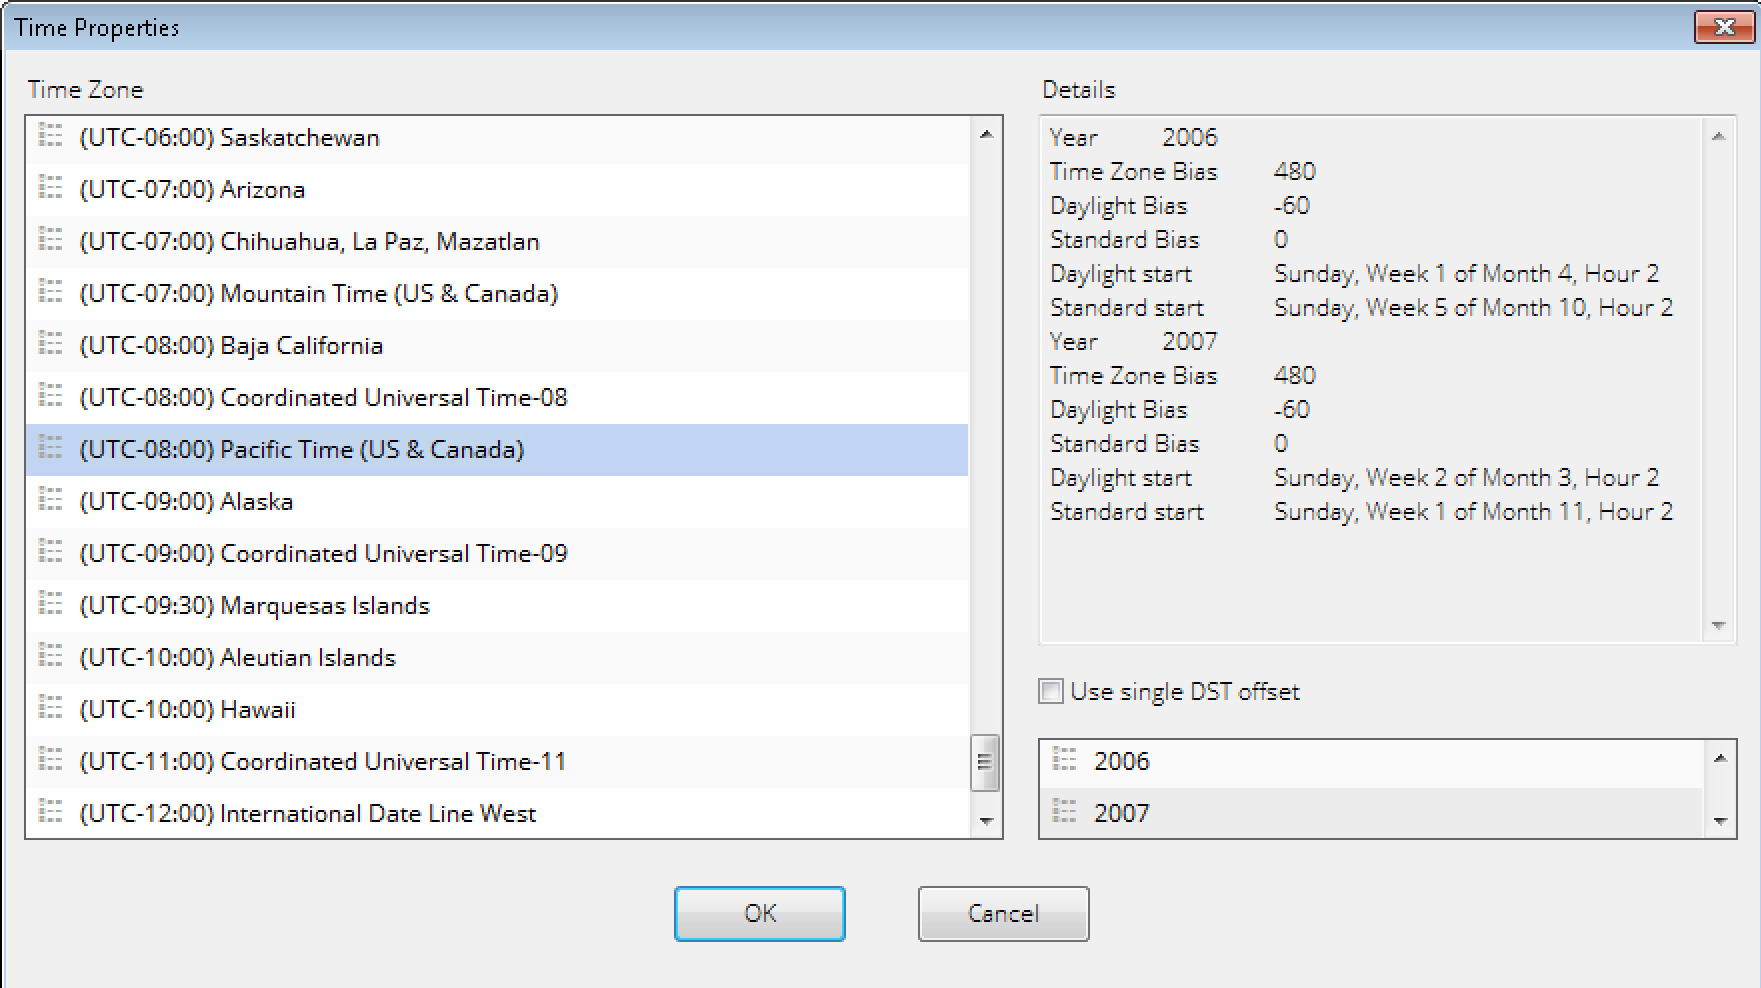 Time Properties
Time Zone
(UTC-06:00) Saskatchewan
(UTC-07:00) Arizona
(UTC-07:00) Chihuahua, La Paz, Mazatlan
(UTC-07:00) Mountain Time (US & Canada)
(UTC-08:00) Baja California
(UTC-08:00) Coordinated Universal Time-08
(UTC-08:00) Pacific Time (US & Canada)
(UTC-09:00) Alaska
(UTC-09:00) Coordinated Universal Time-09
(UTC-09:30) Marquesas Islands
(UTC-10:00) Aleutian Islands
(UTC-10:00) Hawaii
(UTC-11:00) Coordinated Universal Time-11
(UTC-12:00) International Date Line West
Details
Year 2006
Time Zone Bias 480
Daylight Bias -60
Standard Bias 0
Daylight start Sunday, Week 1 of Month 4, Hour 2
Standard start Sunday, Week 5 of Month 10, Hour 2
Year 2007
Time Zone Bias 480
Daylight Bias -60
Standard Bias 0
Daylight start Sunday, Week 2 of Month 3, Hour 2
Standard start Sunday, Week 1 of Month 11, Hour 2
Use single DST offset
2006
2007
OK
Cancel